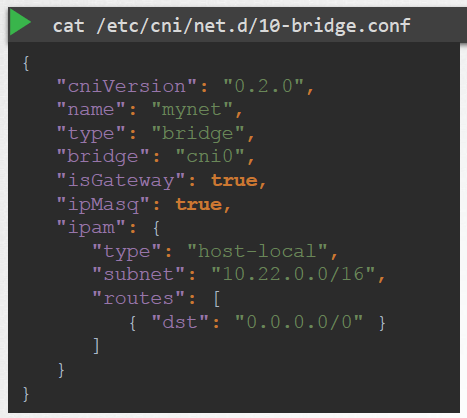 cat /etc/cni/net.d/10-bridge.conf
{
"cniVersion": "0.2.0",
"name": "mynet",
"type": "bridge",
"bridge": "cni0",
"isGateway": true,
"ipMasq": true,
"ipam": {
"type": "host-local",
"subnet": "10.22.0.0/16",
"routes": [
{ "dst": "0.0.0.0/0" }
]
}
}